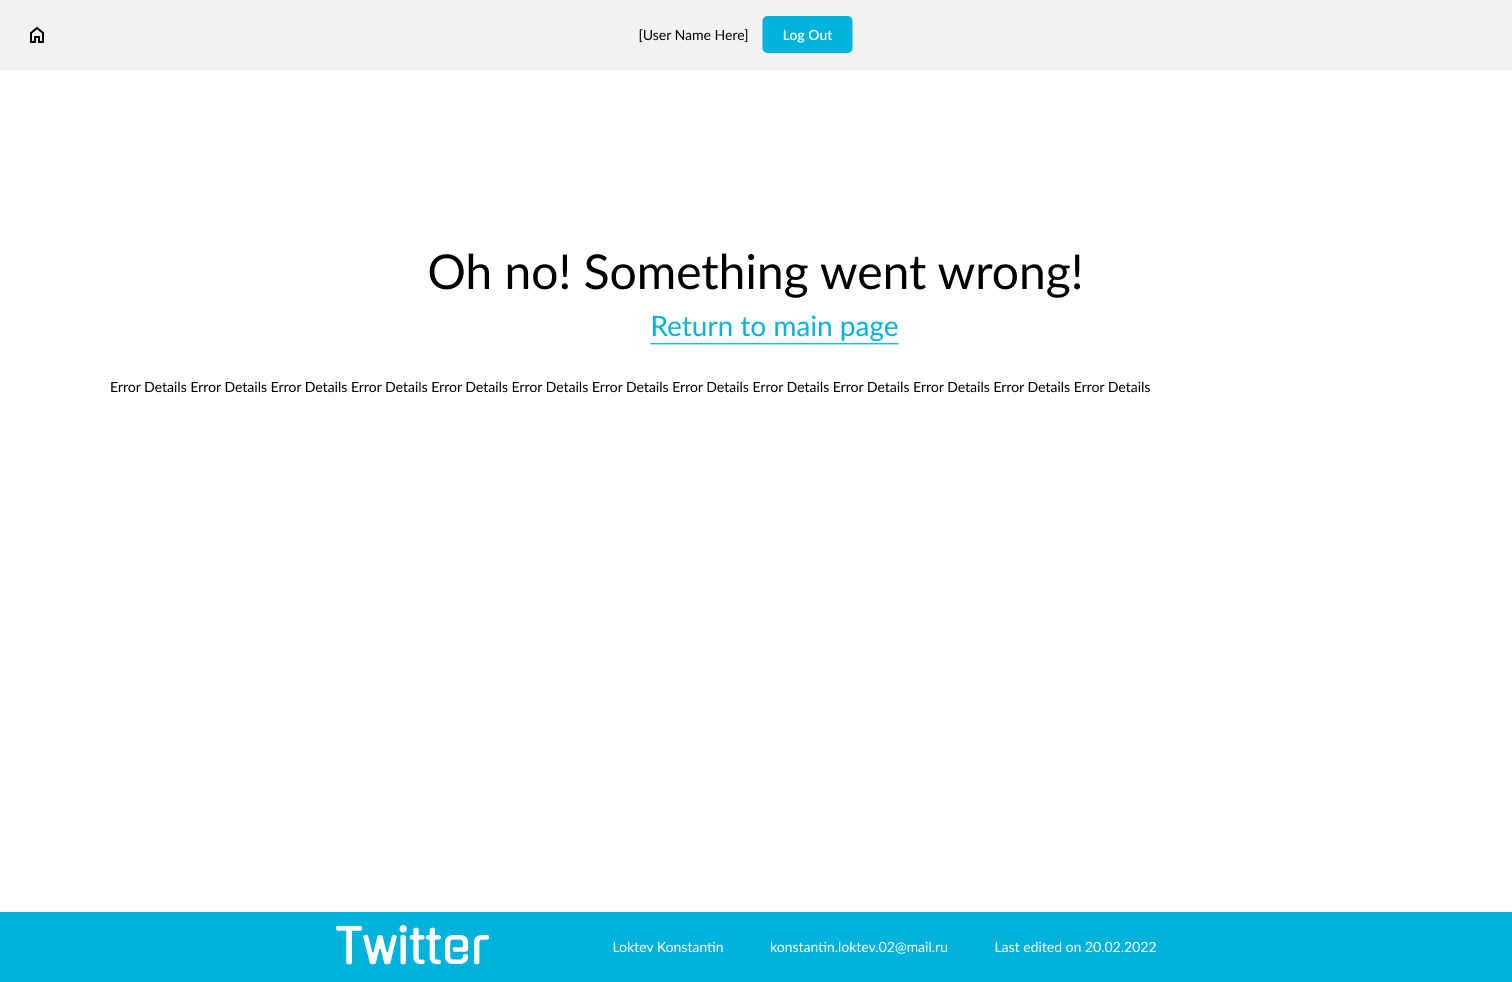 [User Name Here] Log Out
Oh no! Something went wrong!
Return to main page
Error Details Error Details Error Details Error Details Error Details Error Details Error Details Error Details Error Details Error Details Error Details Error Details Error Details
Twitter Loktev Konstantin konstantin.loktev.02@mail.ru Last edited on 20.02.2022